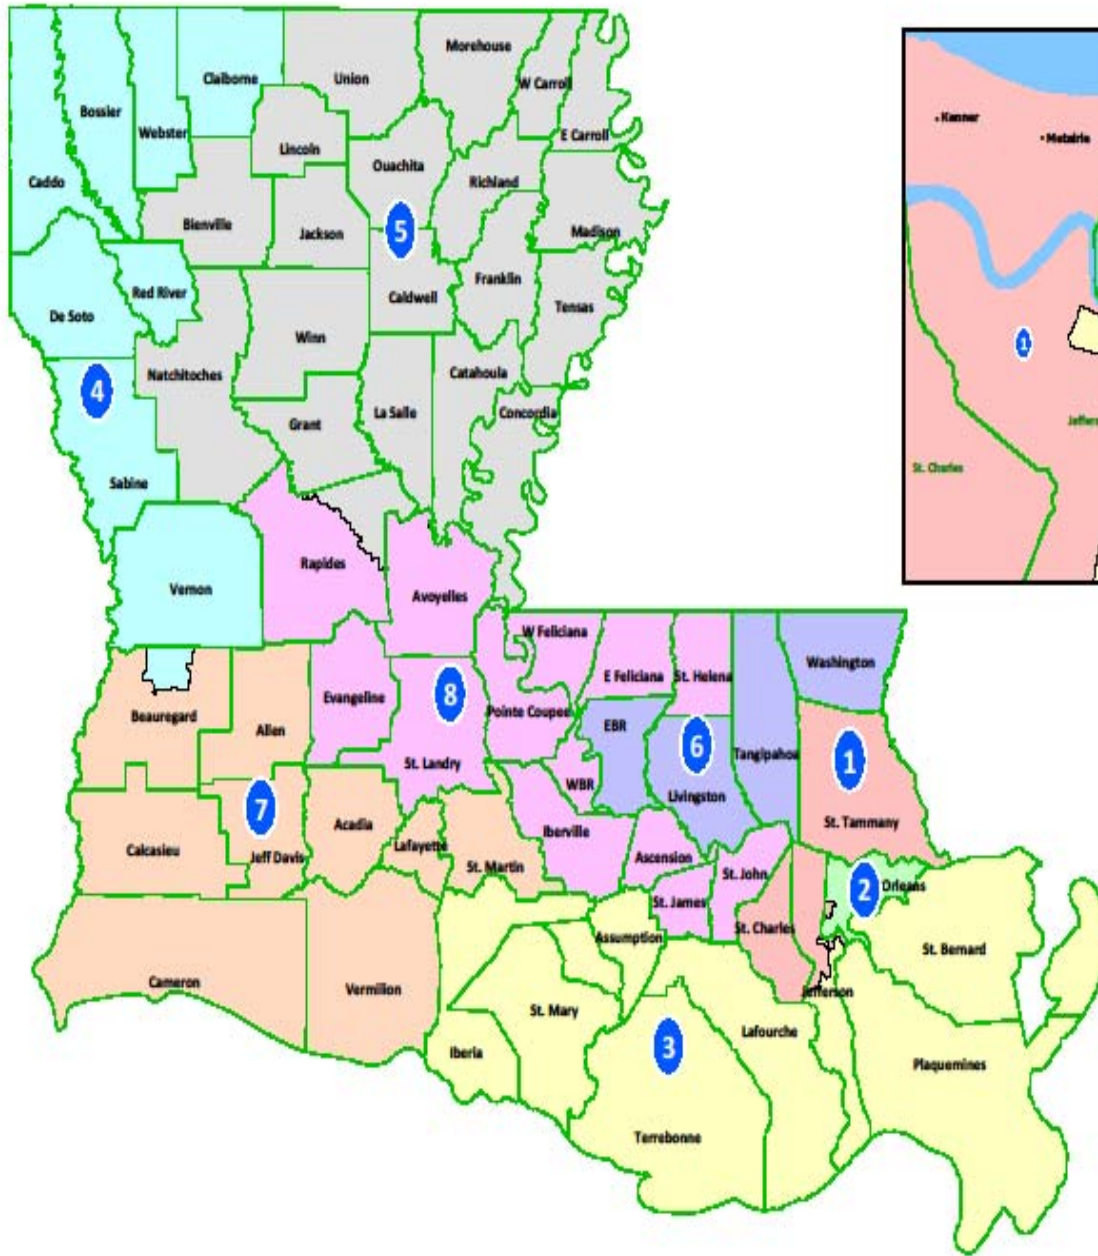 Morehouse
Claiborne
Union
W Carroll
Bossier
Webster
E Carroll
Lincoln
Ouachita
Caddo
Richland
Bienville
Jackson
5
Madison
Red River
Franklin
De Soto
Caldwell
Tensas
Winn
4
Natchitoches
Catahoula
La Salle
Concordia
Grant
Sabine
Rapides
Vernon
Avoyelles
W Feliciana
Washington
E Feliciana
St. Helena
Evangeline
8
Pointe Coupee
Beauregard
EBR
6
Allen
Tangipahoa
1
St. Landry
WBR
Livingston
7
St. Tammany
Acadia
Iberville
Calcasieu
Jeff Davis
Lafayette
Ascension
St. Martin
St. John
2
Orleans
St. James
St. Charles
Assumption
St. Bernard
Cameron
Vermilion
Jefferson
St. Mary
Lafourche
Iberia
3
Plaquemines
Terrebonne
Kenner
Metairie
1
Jeffers
St. Charles